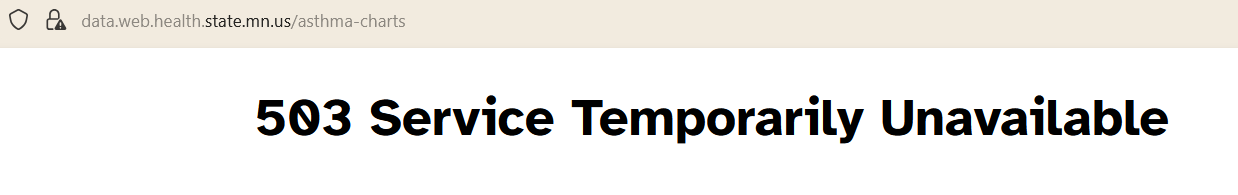 data.web.health.state.mn.us/asthma-charts
503 Service Temporarily Unavailable